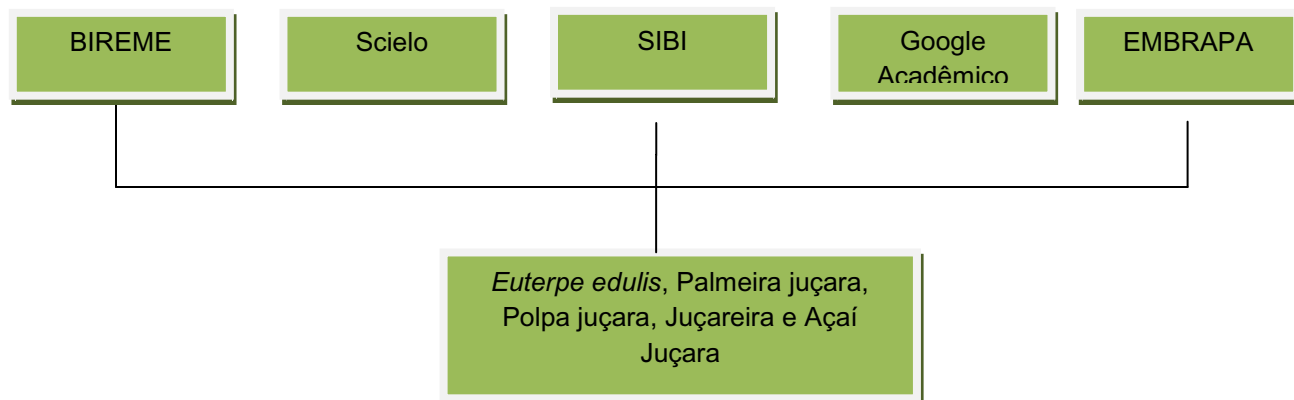 BIREME
Scielo
SIBI
Google
Acadêmico
EMBRAPA
Euterpe edulis, Palmeira juçara,
Polpa juçara, Juçareira e Açaí
Juçara